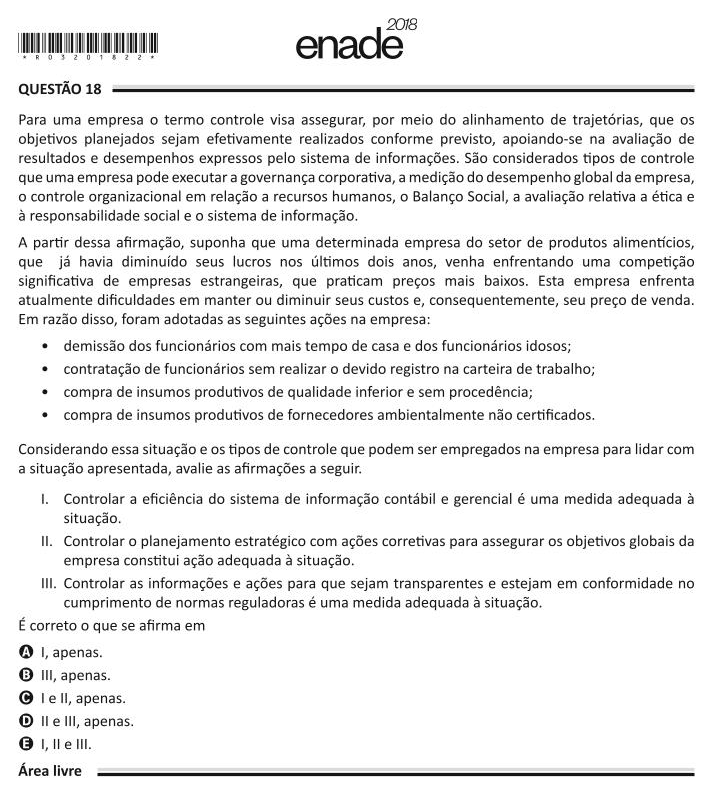 enade 2018
*R0320182 2*
QUESTÃO 18
Para uma empresa o termo controle visa assegurar, por meio do alinhamento de trajetórias, que os
objetivos planejados sejam efetivamente realizados conforme previsto, apoiando-se na avaliação de
resultados e desempenhos expressos pelo sistema de informações. São considerados tipos de controle
que uma empresa pode executar a governança corporativa, a medição do desempenho global da empresa,
o controle organizacional em relação a recursos humanos, o Balanço Social, a avaliação relativa a ética e
à responsabilidade social e o sistema de informação.
A partir dessa afirmação, suponha que uma determinada empresa do setor de produtos alimentícios,
que já havia diminuído seus lucros nos últimos dois anos, venha enfrentando uma competição
significativa de empresas estrangeiras, que praticam preços mais baixos. Esta empresa enfrenta
atualmente dificuldades em manter ou diminuir seus custos e, consequentemente, seu preço de venda.
Em razão disso, foram adotadas as seguintes ações na empresa:
• demissão dos funcionários com mais tempo de casa e dos funcionários idosos;
• contratação de funcionários sem realizar o devido registro na carteira de trabalho;
• compra de insumos produtivos de qualidade inferior e sem procedência;
• compra de insumos produtivos de fornecedores ambientalmente não certificados.
Considerando essa situação e os tipos de controle que podem ser empregados na empresa para lidar com
a situação apresentada, avalie as afirmações a seguir.
I. Controlar a eficiência do sistema de informação contábil e gerencial é uma medida adequada à
situação.
II. Controlar o planejamento estratégico com ações corretivas para assegurar os objetivos globais da
empresa constitui ação adequada à situação.
III. Controlar as informações e ações para que sejam transparentes e estejam em conformidade no
cumprimento de normas reguladoras é uma medida adequada à situação.
É correto o que se afirma em
A I, apenas.
B III, apenas.
C I e II, apenas.
D II e III, apenas.
E I, II e III.
Área livre